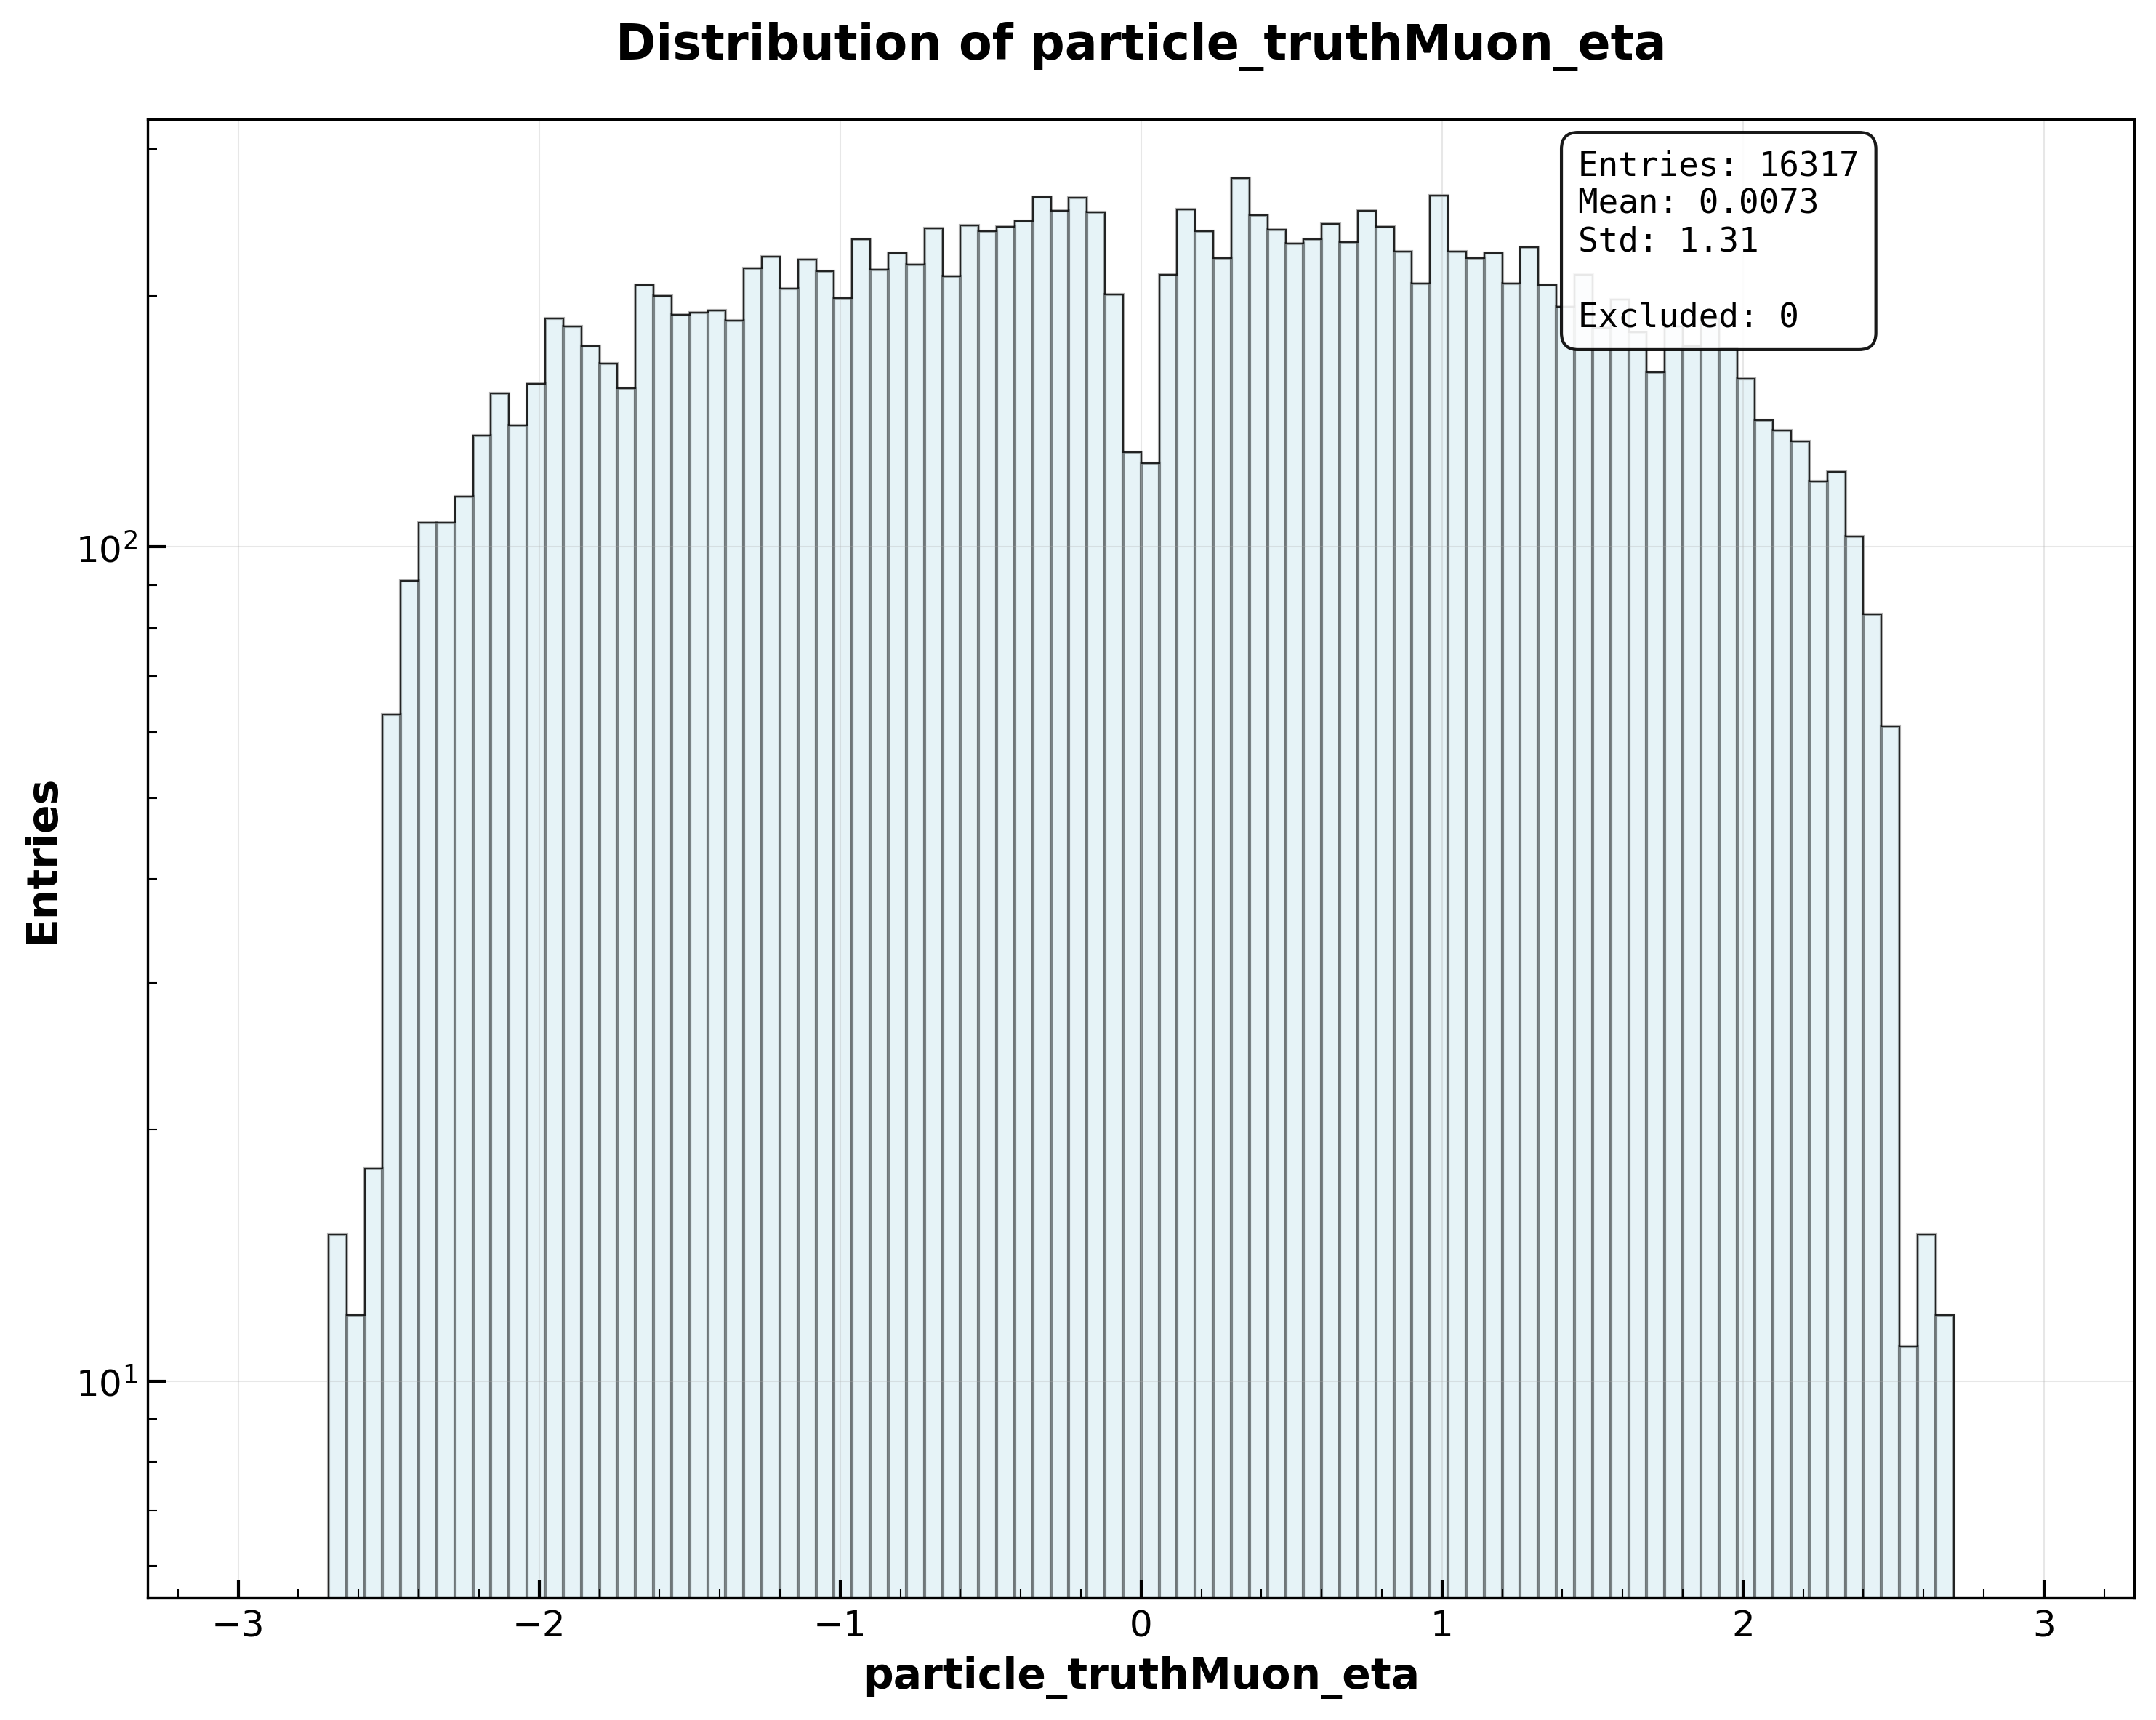 Distribution of particle_truthMuon_eta
Entries: 16317
Mean: 0.0073
Std: 1.31
Excluded: 0
Entries
10²
10¹
−3 −2 −1 0 1 2 3
particle_truthMuon_eta